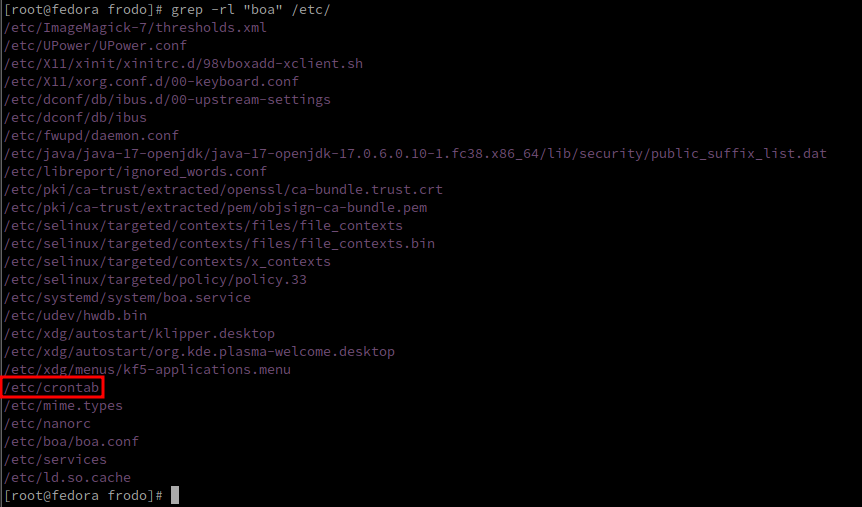 [root@fedora frodo]# grep -rl "boa" /etc/
/etc/ImageMagick-7/thresholds.xml
/etc/UPower/UPower.conf
/etc/X11/xinit/xinitrc.d/98vboxadd-xclient.sh
/etc/X11/xorg.conf.d/00-keyboard.conf
/etc/dconf/db/ibus.d/00-upstream-settings
/etc/dconf/db/ibus
/etc/fwupd/daemon.conf
/etc/java/java-17-openjdk/java-17-openjdk-17.0.6.0.10-1.fc38.x86_64/lib/security/public_suffix_list.dat
/etc/libreport/ignored_words.conf
/etc/pki/ca-trust/extracted/openssl/ca-bundle.trust.crt
/etc/pki/ca-trust/extracted/pem/objsign-ca-bundle.pem
/etc/selinux/targeted/contexts/files/file_contexts
/etc/selinux/targeted/contexts/files/file_contexts.bin
/etc/selinux/targeted/contexts/x_contexts
/etc/selinux/targeted/policy/policy.33
/etc/systemd/system/boa.service
/etc/udev/hwdb.bin
/etc/xdg/autostart/klipper.desktop
/etc/xdg/autostart/org.kde.plasma-welcome.desktop
/etc/xdg/menus/kf5-applications.menu
/etc/crontab
/etc/mime.types
/etc/nanorc
/etc/boa/boa.conf
/etc/services
/etc/ld.so.cache
[root@fedora frodo]#